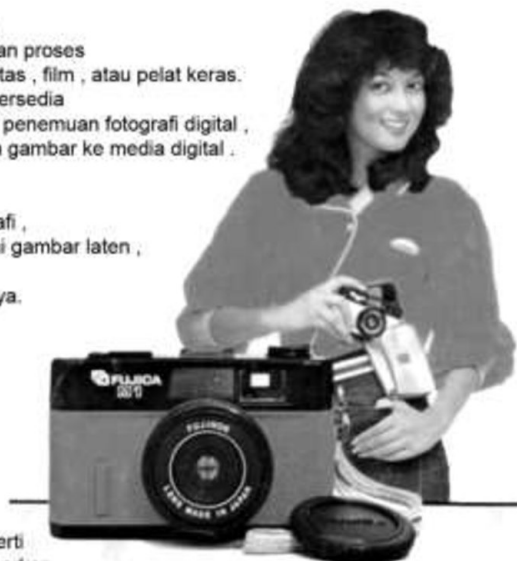 an proses
tas , film , atau pelat keras.
ersedia
penemuan fotografi digital ,
gambar ke media digital .
afi ,
i gambar laten ,
ya.
FUJICA
M1
FUJINON
LENS MADE IN JAPAN
erti